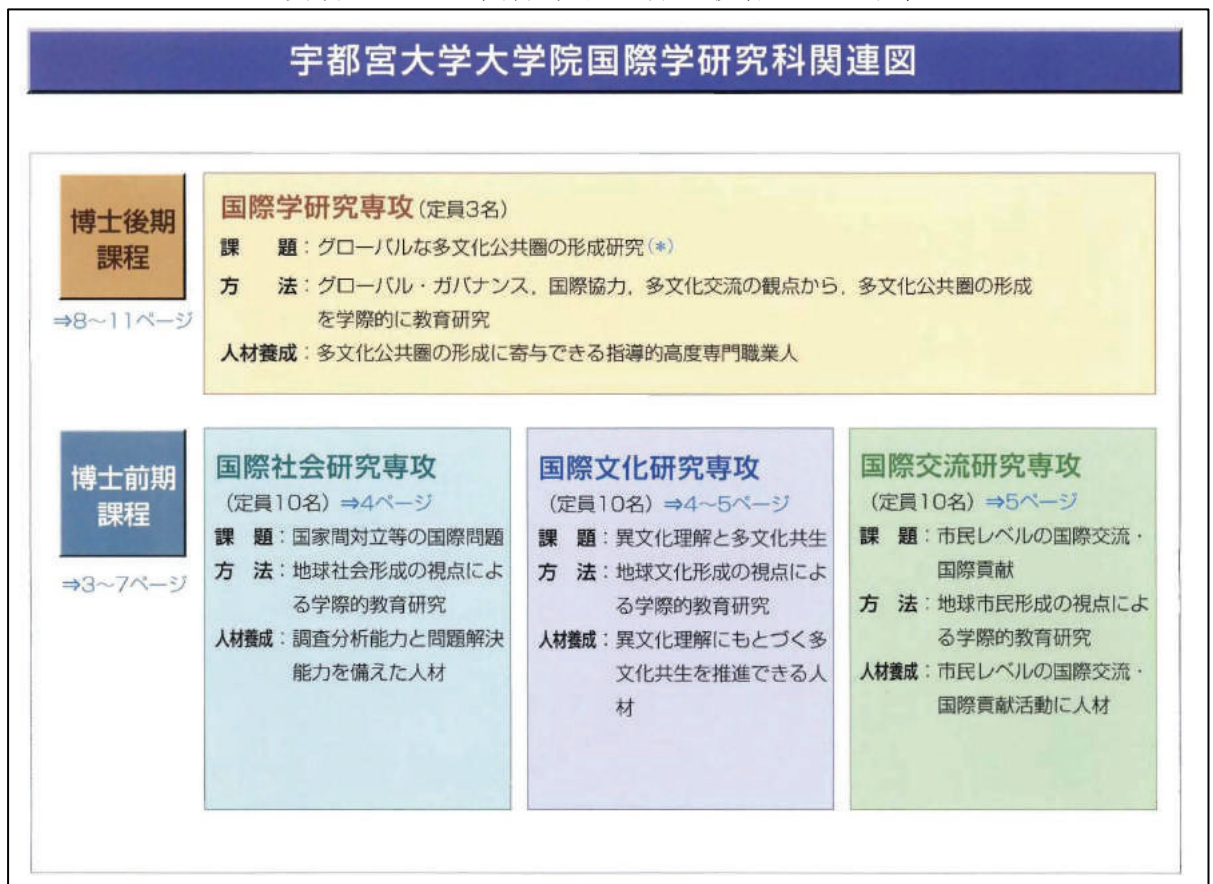 宇都宮大学大学院国際学研究科関連図
博士後期
課程
⇒8～11ページ
国際学研究専攻(定員3名)
課　題：グローバルな多文化公共圏の形成研究(*)
方　法：グローバル・ガバナンス，国際協力，多文化交流の観点から，多文化公共圏の形成
を学際的に教育研究
人材養成：多文化公共圏の形成に寄与できる指導的高度専門職業人
博士前期
課程
⇒3～7ページ
国際社会研究専攻
(定員10名)⇒4ページ
課　題：国家間対立等の国際問題
方　法：地球社会形成の視点によ
る学際的教育研究
人材養成：調査分析能力と問題解決
能力を備えた人材
国際文化研究専攻
(定員10名)⇒4～5ページ
課　題：異文化理解と多文化共生
方　法：地球文化形成の視点によ
る学際的教育研究
人材養成：異文化理解にもとづく多
文化共生を推進できる人
材
国際交流研究専攻
(定員10名)⇒5ページ
課　題：市民レベルの国際交流・
国際貢献
方　法：地球市民形成の視点によ
る学際的教育研究
人材養成：市民レベルの国際交流・
国際貢献活動に人材